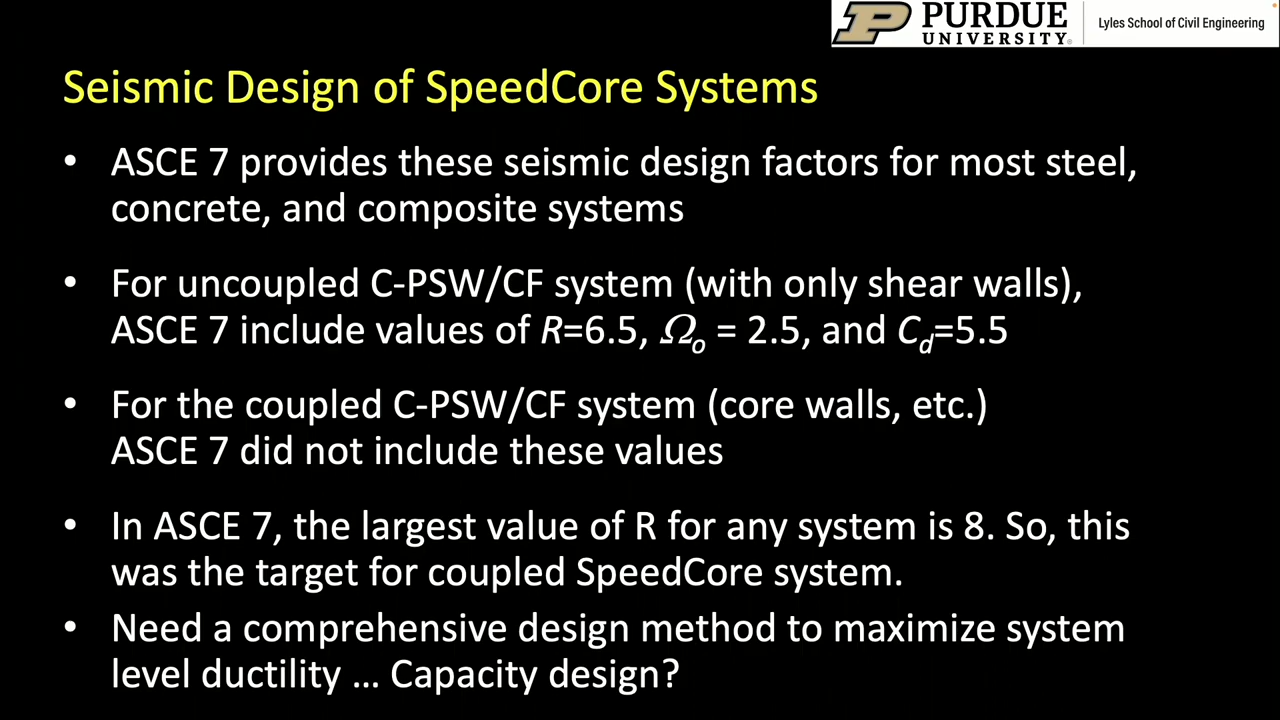 PURDUE
UNIVERSITY®
Lyles School of Civil Engineering
Seismic Design of SpeedCore Systems
• ASCE 7 provides these seismic design factors for most steel,
concrete, and composite systems
• For uncoupled C-PSW/CF system (with only shear walls),
ASCE 7 include values of R=6.5, Ωo = 2.5, and Cd=5.5
• For the coupled C-PSW/CF system (core walls, etc.)
ASCE 7 did not include these values
• In ASCE 7, the largest value of R for any system is 8. So, this
was the target for coupled SpeedCore system.
• Need a comprehensive design method to maximize system
level ductility … Capacity design?